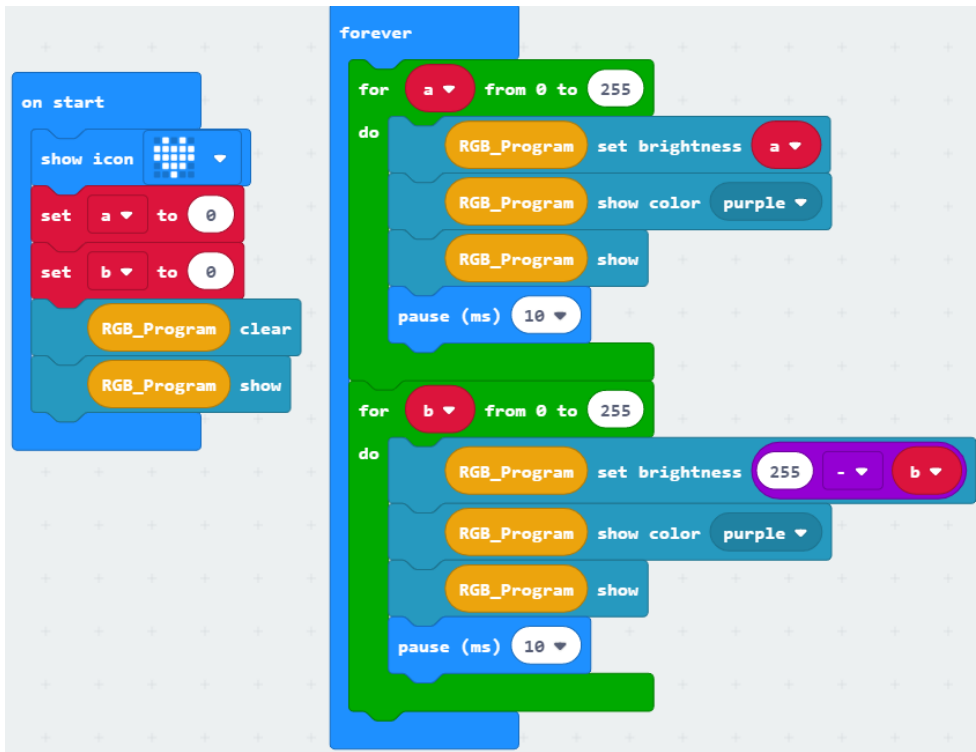 on start
show icon
set a to 0
set b to 0
RGB_Program clear
RGB_Program show
forever
for a from 0 to 255
do
RGB_Program set brightness a
RGB_Program show color purple
RGB_Program show
pause (ms) 10
for b from 0 to 255
do
RGB_Program set brightness 255 - b
RGB_Program show color purple
RGB_Program show
pause (ms) 10